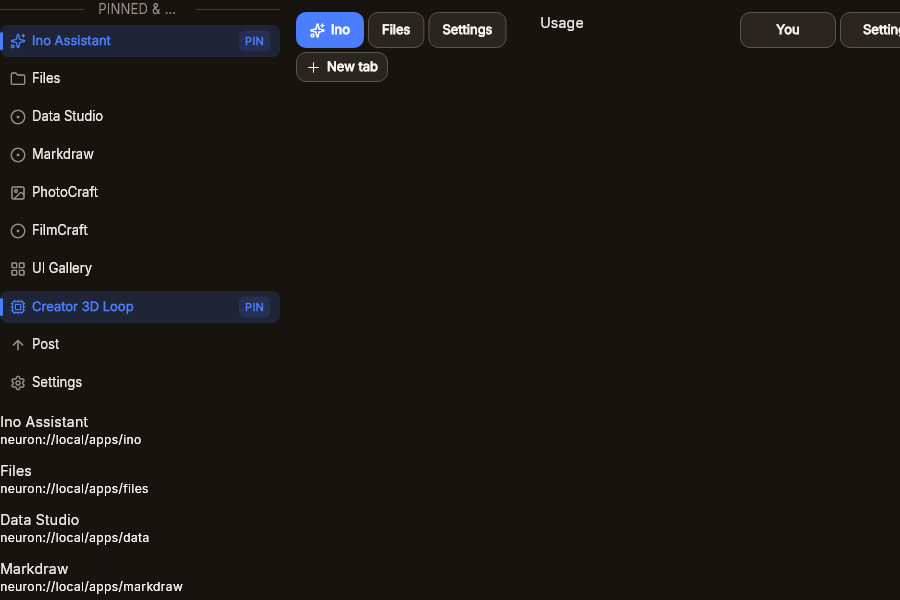 PINNED & ...
Ino Assistant PIN
Files
Data Studio
Markdraw
PhotoCraft
FilmCraft
UI Gallery
Creator 3D Loop PIN
Post
Settings
Ino Assistant
neuron://local/apps/ino
Files
neuron://local/apps/files
Data Studio
neuron://local/apps/data
Markdraw
neuron://local/apps/markdraw
Ino Files Settings Usage You Setting
New tab